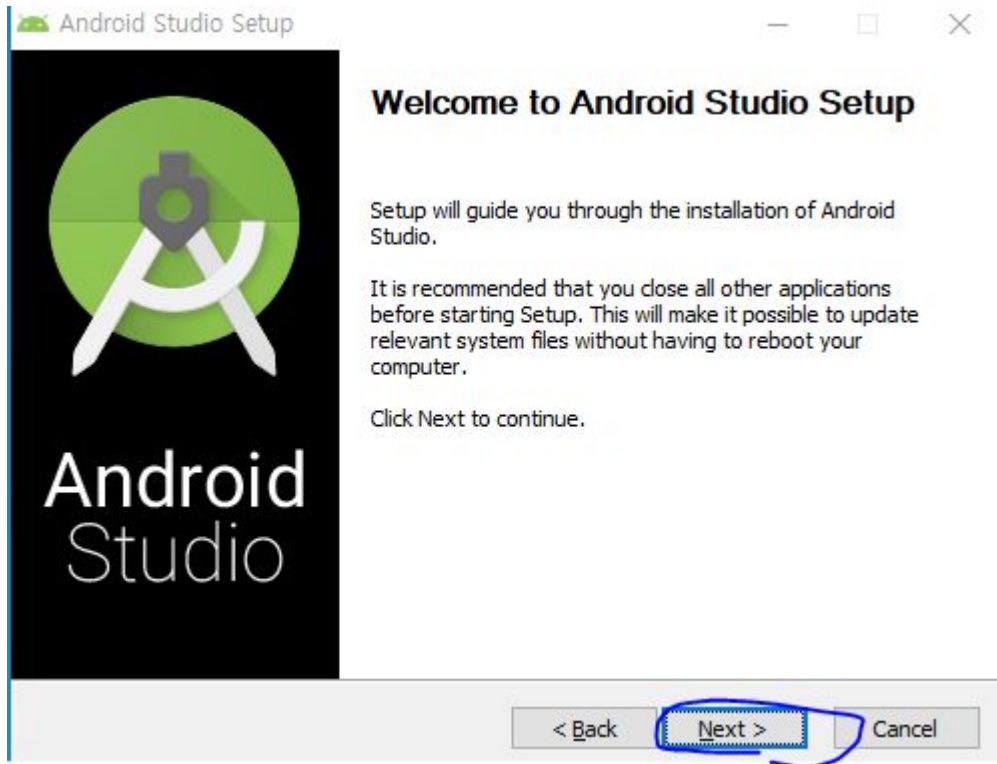 Android Studio Setup
Welcome to Android Studio Setup
Setup will guide you through the installation of Android
Studio.
It is recommended that you close all other applications
before starting Setup. This will make it possible to update
relevant system files without having to reboot your
computer.
Click Next to continue.
Android
Studio
< Back Next > Cancel